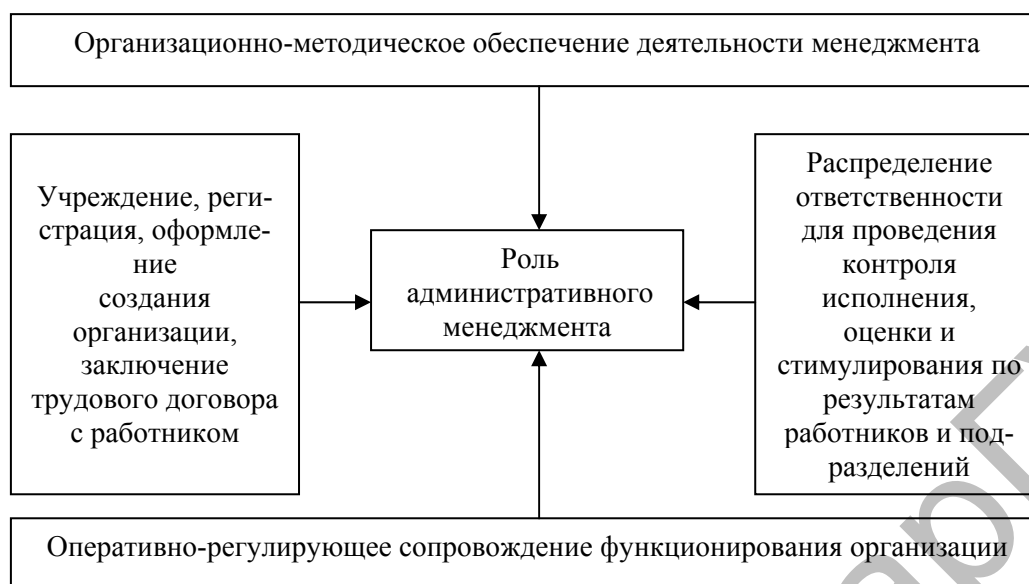 Организационно-методическое обеспечение деятельности менеджмента
Учреждение, реги-
страция, оформле-
ние
создания
организации,
заключение
трудового договора
с работником
Роль
административного
менеджмента
Распределение
ответственности
для проведения
контроля
исполнения,
оценки и
стимулирования по
результатам
работников и под-
разделений
Оперативно-регулирующее сопровождение функционирования организации